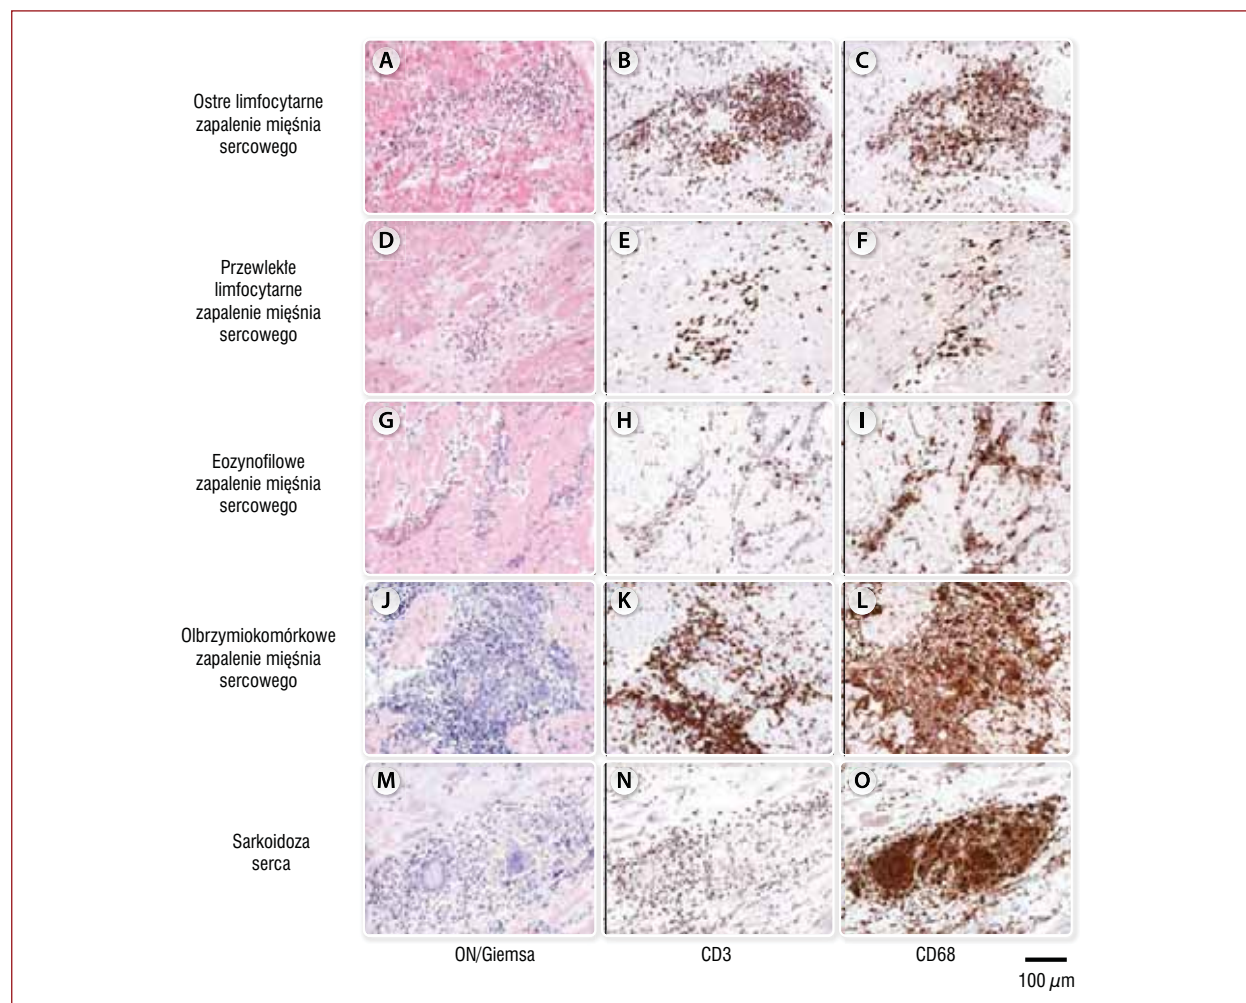 A
B
C
Ostre limfocytarne
zapalenie mięśnia
sercowego
D
E
F
Przewlekłe
limfocytarne
zapalenie mięśnia
sercowego
G
H
I
Eozynofilowe
zapalenie mięśnia
sercowego
J
K
L
Olbrzymiokomórkowe
zapalenie mięśnia
sercowego
M
N
O
Sarkoidoza
serca
ON/Giemsa
CD3
CD68
100 µm